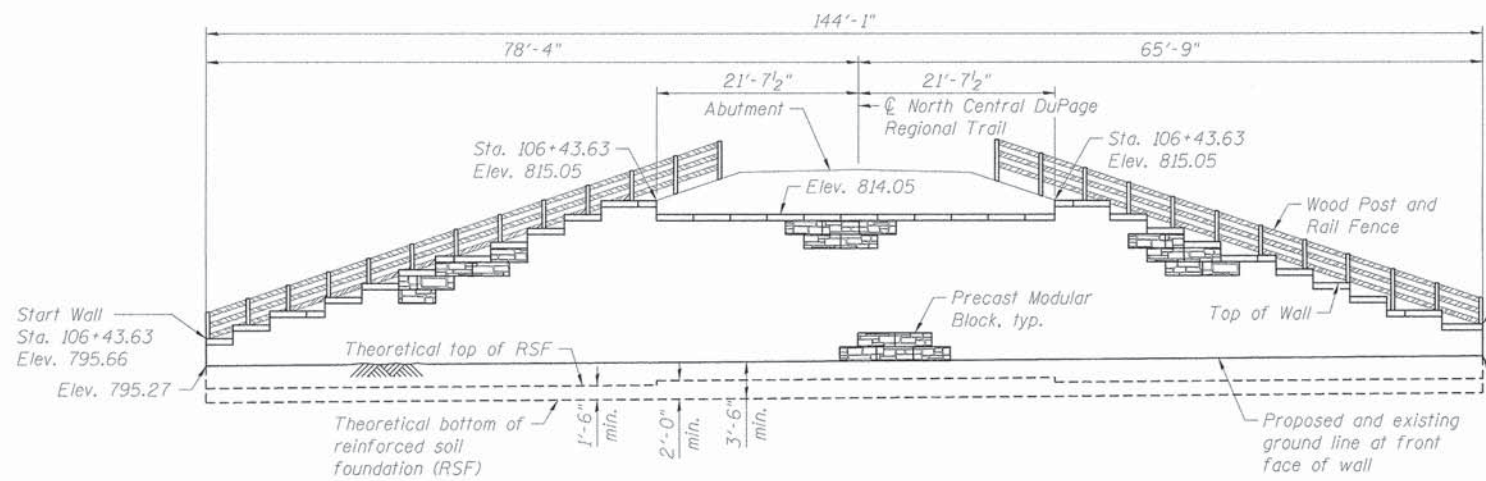 144'-1"
78'-4"
65'-9"
21'-7½"
21'-7½"
Abutment
℄ North Central DuPage
Regional Trail
Sta. 106+43.63
Elev. 815.05
Sta. 106+43.63
Elev. 815.05
Elev. 814.05
Wood Post and
Rail Fence
Start Wall
Sta. 106+43.63
Elev. 795.66
Elev. 795.27
Precast Modular
Block, typ.
Top of Wall
Theoretical top of RSF
Theoretical bottom of
reinforced soil
foundation (RSF)
1'-6"
min.
2'-0"
min.
3'-6"
min.
Proposed and existing
ground line at front
face of wall